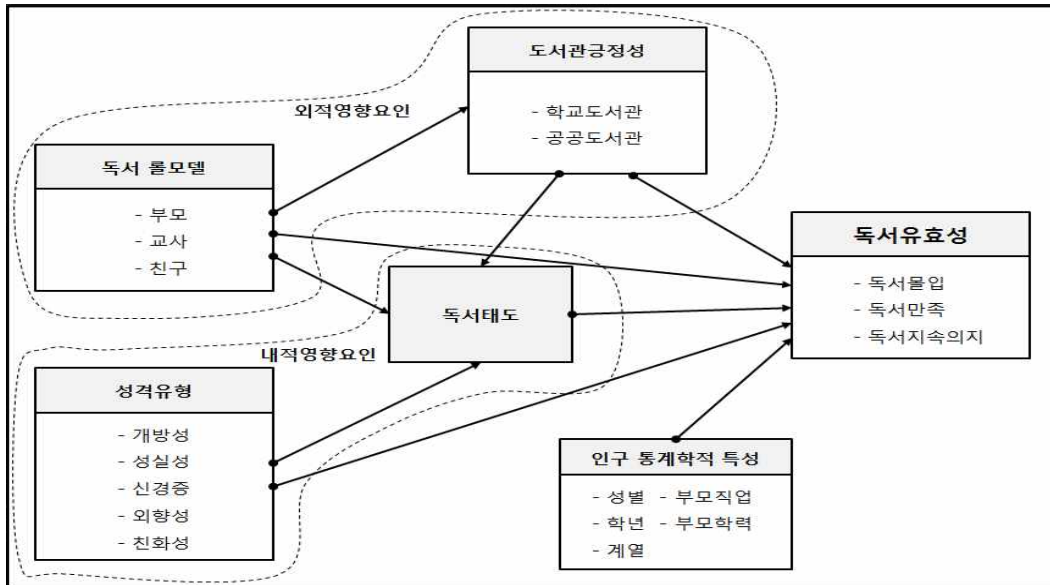 도서관긍정성
- 학교도서관
- 공공도서관
외적영향요인
독서 롤모델
- 부모
- 교사
- 친구
독서유효성
- 독서몰입
- 독서만족
- 독서지속의지
독서태도
내적영향요인
성격유형
- 개방성
- 성실성
- 신경증
- 외향성
- 친화성
인구 통계학적 특성
- 성별 - 부모직업
- 학년 - 부모학력
- 계열